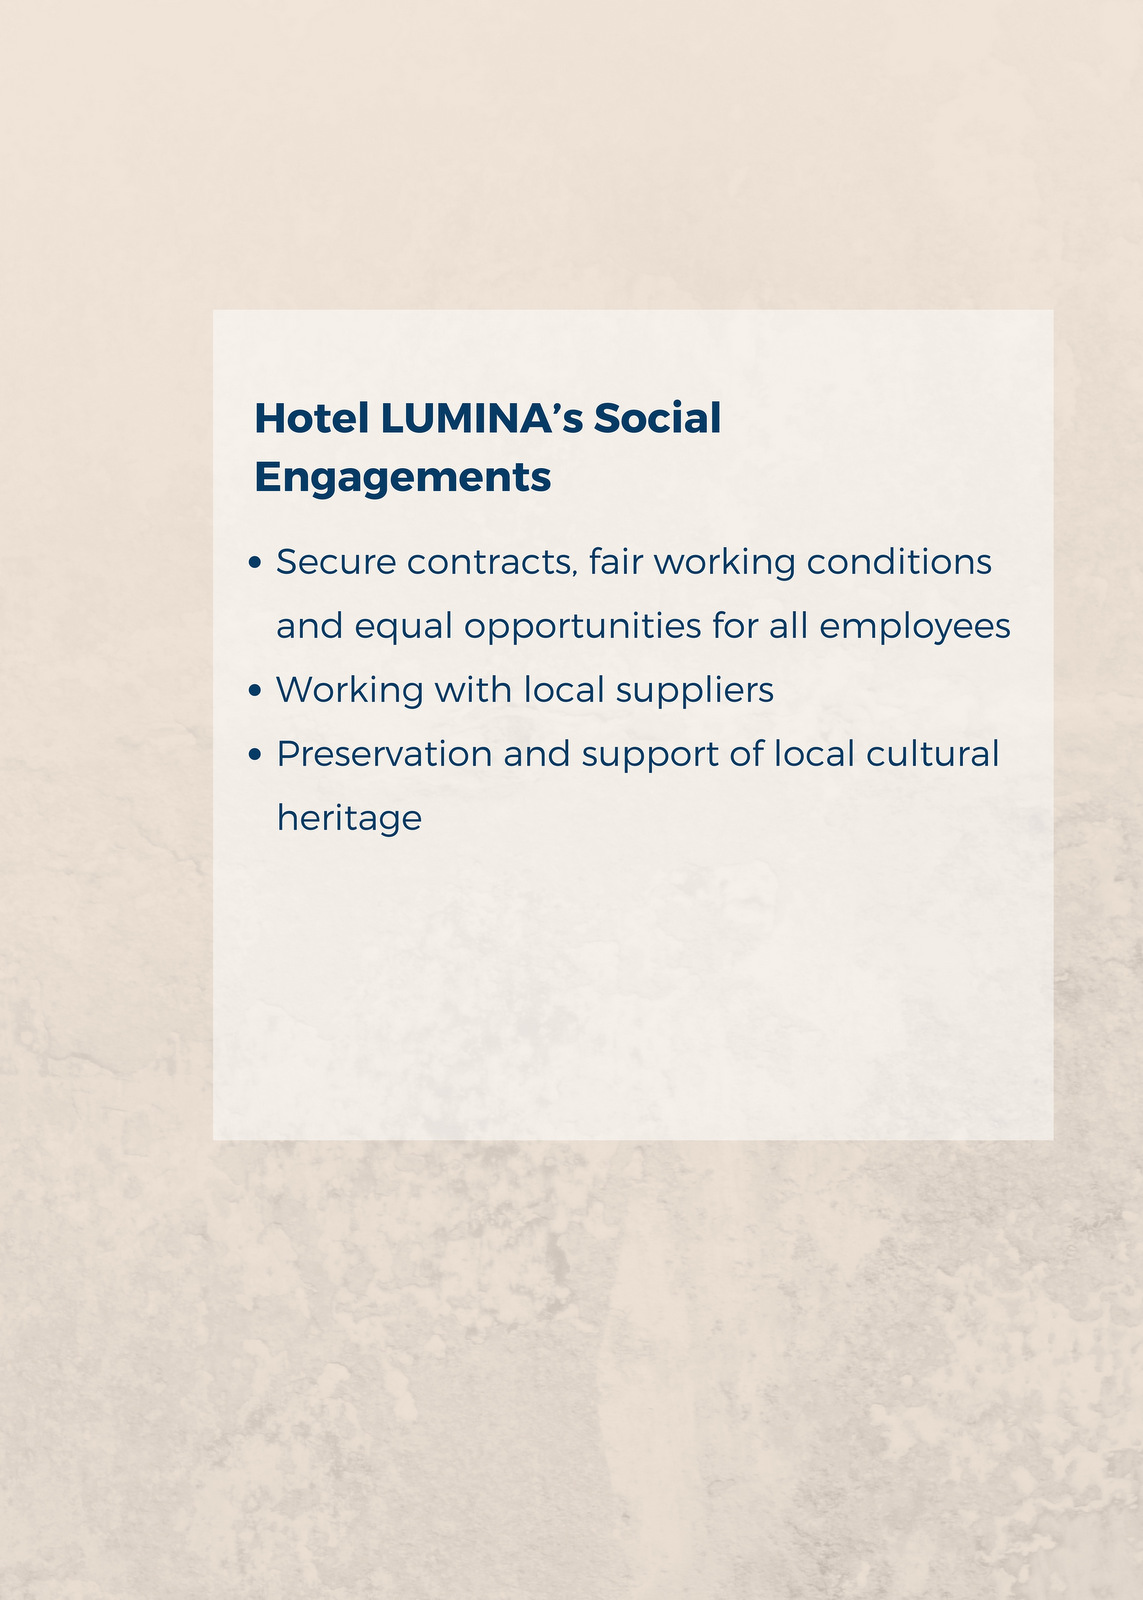 Hotel LUMINA’s Social
Engagements
• Secure contracts, fair working conditions
and equal opportunities for all employees
• Working with local suppliers
• Preservation and support of local cultural
heritage